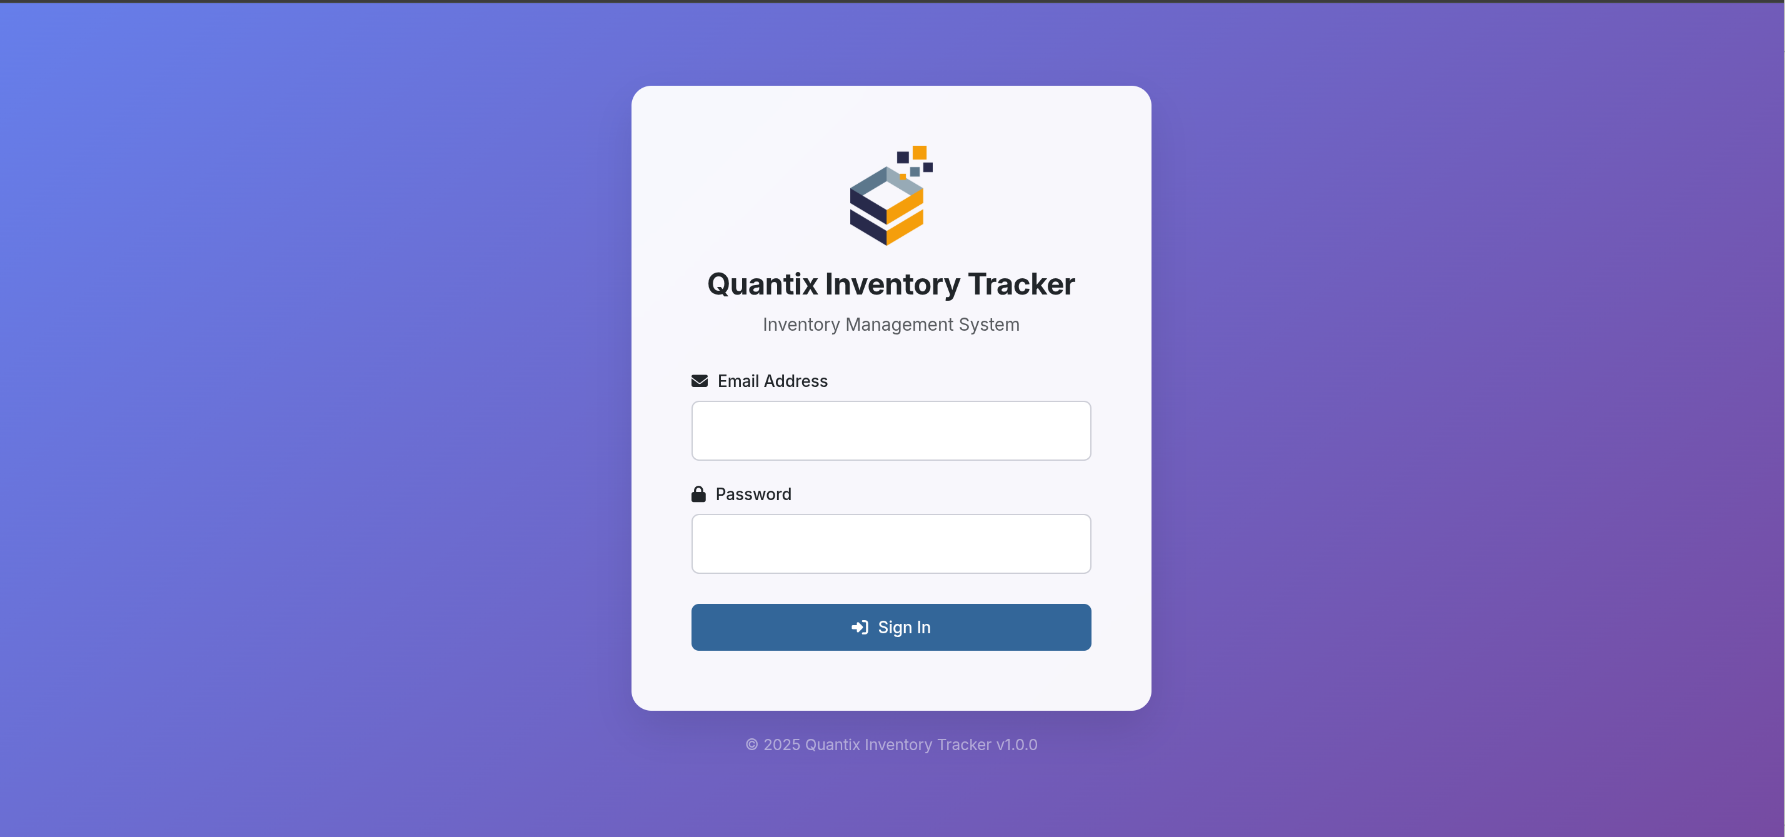 Quantix Inventory Tracker
Inventory Management System
Email Address
Password
Sign In
© 2025 Quantix Inventory Tracker v1.0.0